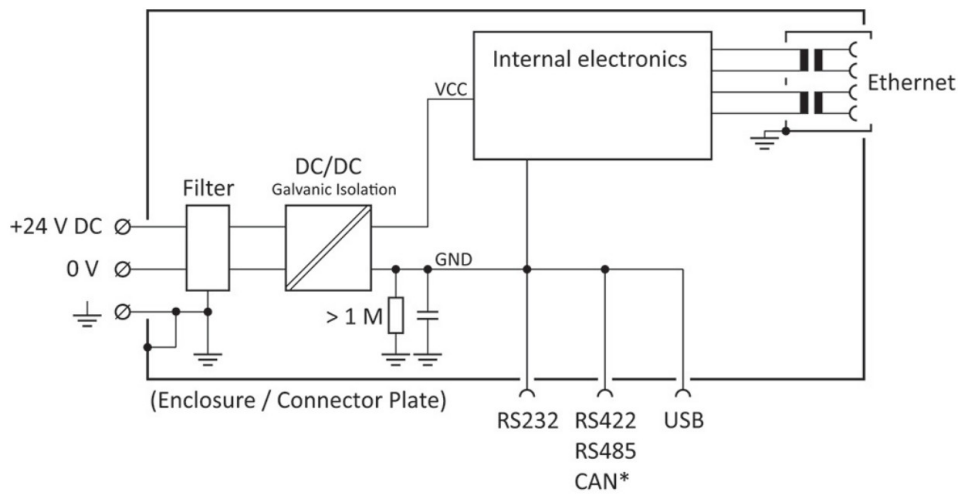 Internal electronics
Ethernet
VCC
DC/DC
Galvanic Isolation
Filter
+24 V DC
0 V
GND
> 1 M
(Enclosure / Connector Plate)
RS232
RS422
USB
RS485
CAN*